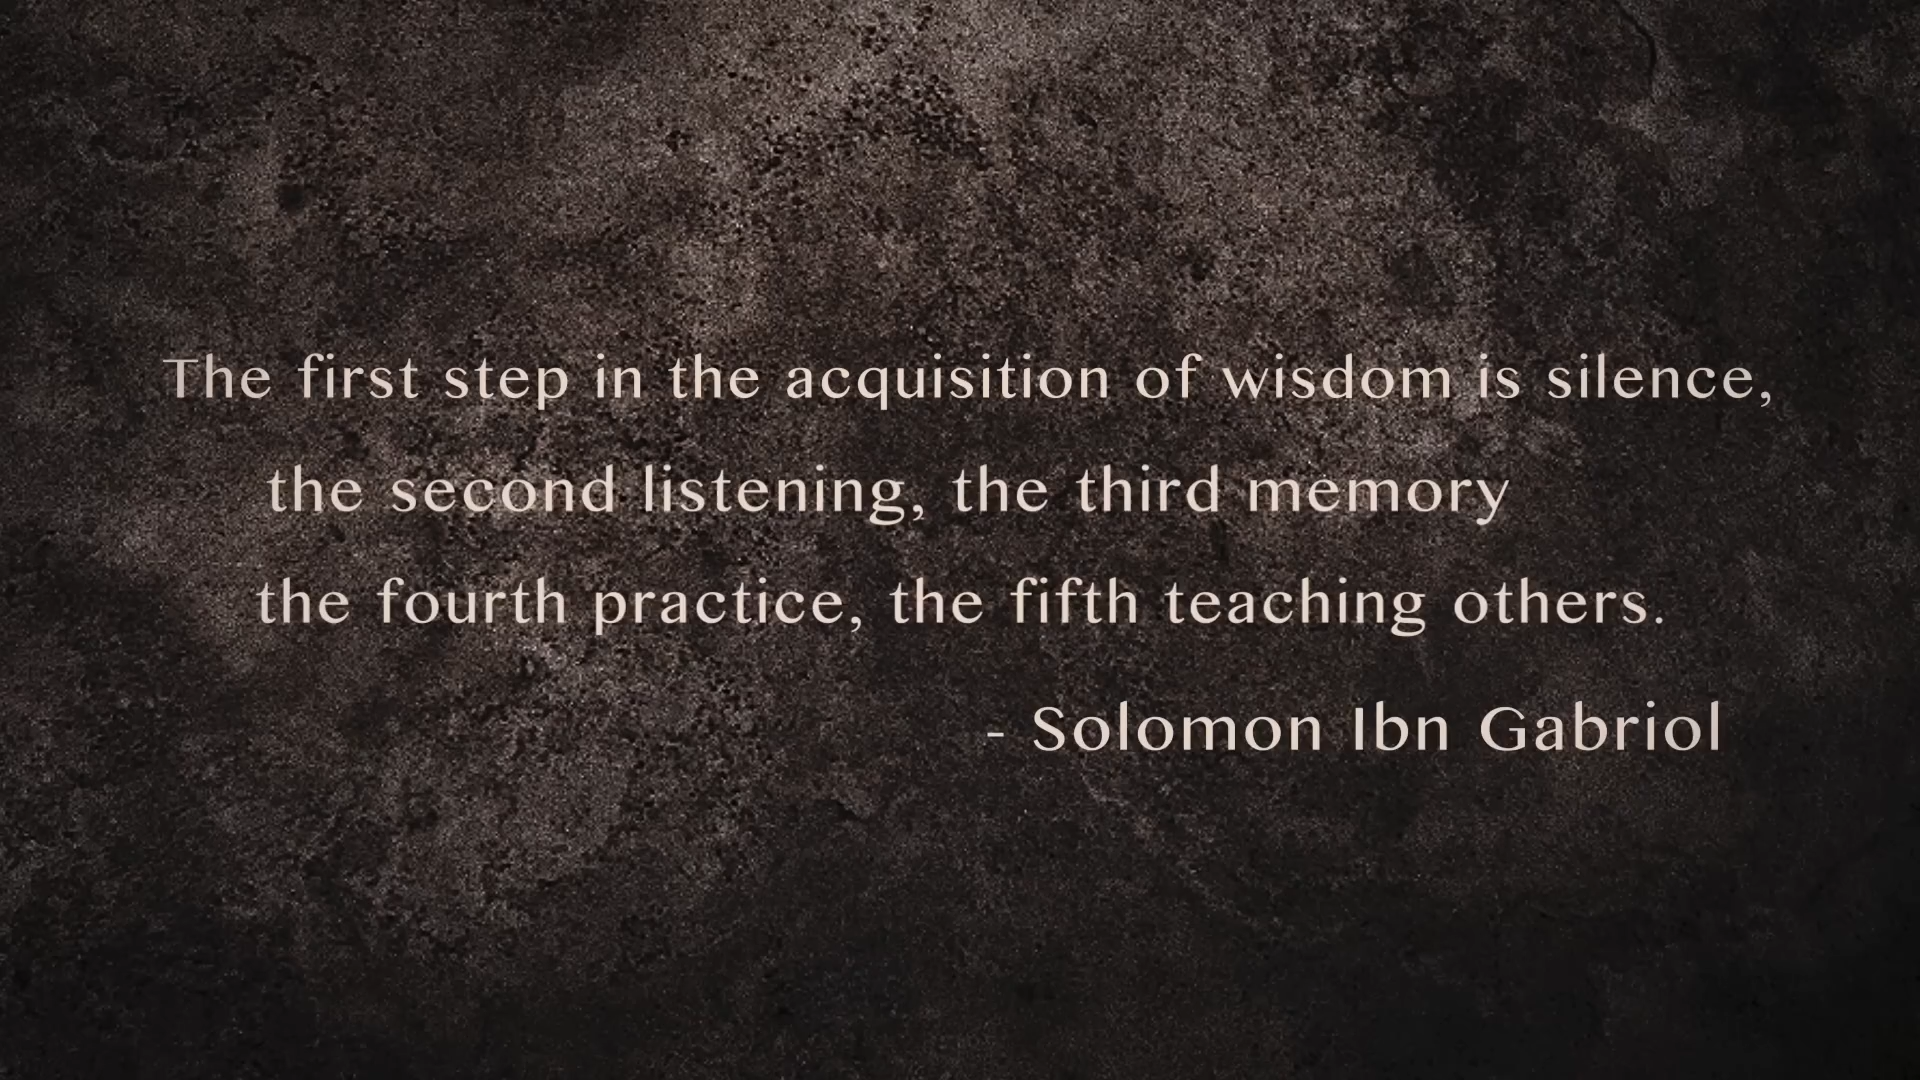 The first step in the acquisition of wisdom is silence,
the second listening, the third memory
the fourth practice, the fifth teaching others.
- Solomon Ibn Gabriol